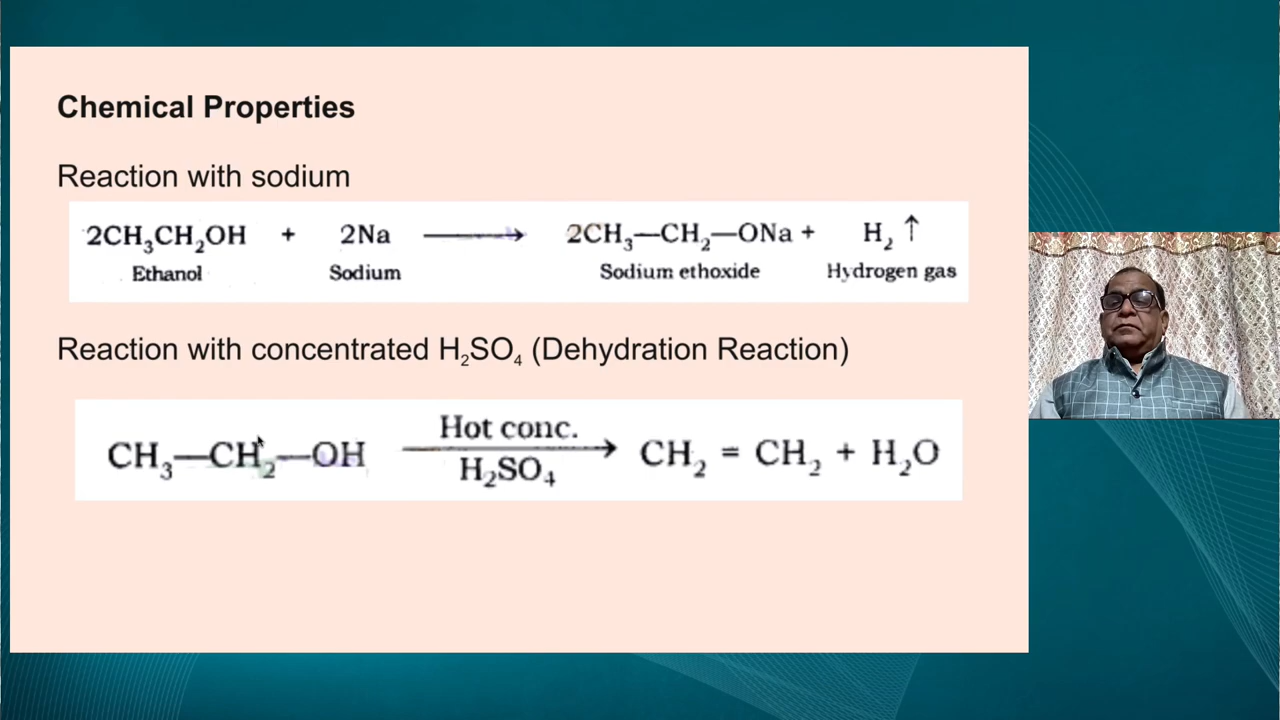 Chemical Properties
Reaction with sodium
2CH₃CH₂OH + 2Na ⟶ 2CH₃—CH₂—ONa + H₂ ↑
Ethanol Sodium Sodium ethoxide Hydrogen gas
Reaction with concentrated H₂SO₄ (Dehydration Reaction)
Hot conc.
CH₃—CH₂—OH ⟶ CH₂ = CH₂ + H₂O
H₂SO₄